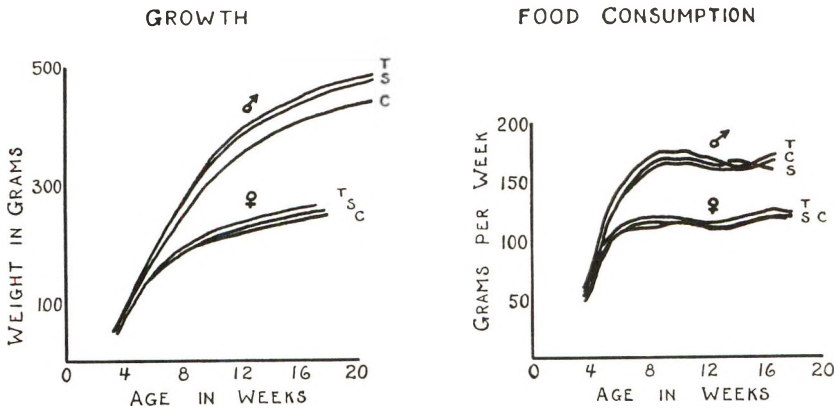 GROWTH
500
300
100
WEIGHT IN GRAMS
♂
T
S
C
♀
T
S
C
0 4 8 12 16 20
AGE IN WEEKS
FOOD CONSUMPTION
200
150
100
50
GRAMS PER WEEK
♂
T
C
S
♀
T
S C
0 4 8 12 16 20
AGE IN WEEKS